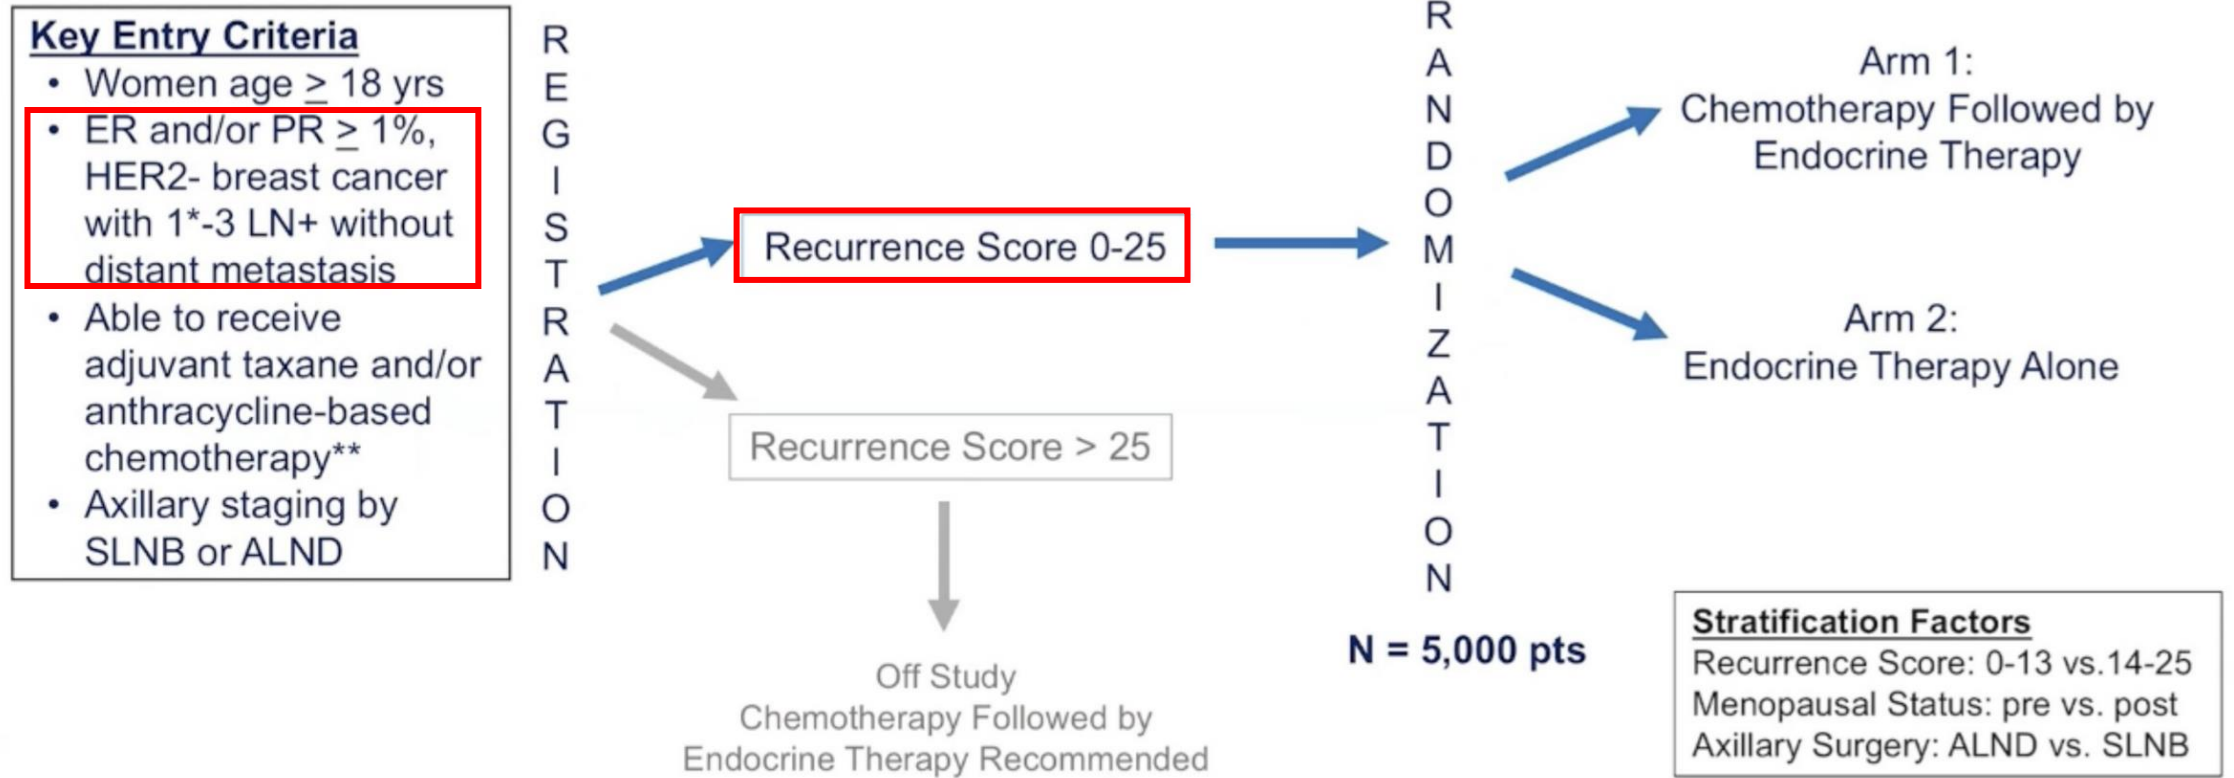 Key Entry Criteria
• Women age ≥ 18 yrs
• ER and/or PR ≥ 1%,
HER2- breast cancer
with 1*-3 LN+ without
distant metastasis
• Able to receive
adjuvant taxane and/or
anthracycline-based
chemotherapy**
• Axillary staging by
SLNB or ALND
REGISTRATION
Recurrence Score 0-25
Recurrence Score > 25
Off Study
Chemotherapy Followed by
Endocrine Therapy Recommended
RANDOMIZATION
N = 5,000 pts
Arm 1:
Chemotherapy Followed by
Endocrine Therapy
Arm 2:
Endocrine Therapy Alone
Stratification Factors
Recurrence Score: 0-13 vs.14-25
Menopausal Status: pre vs. post
Axillary Surgery: ALND vs. SLNB